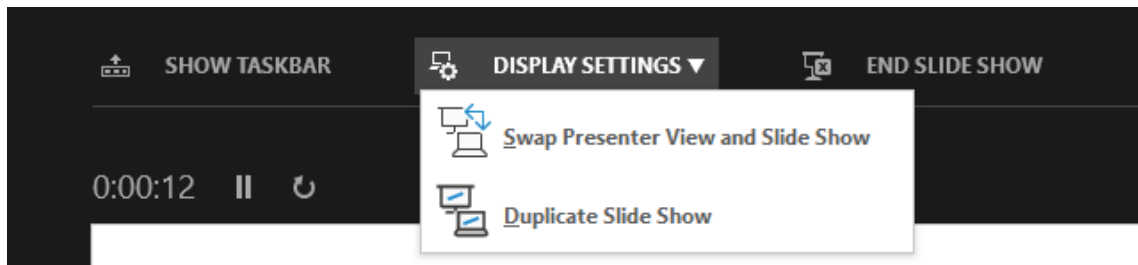 SHOW TASKBAR
DISPLAY SETTINGS ▼
END SLIDE SHOW
Swap Presenter View and Slide Show
0:00:12
Duplicate Slide Show